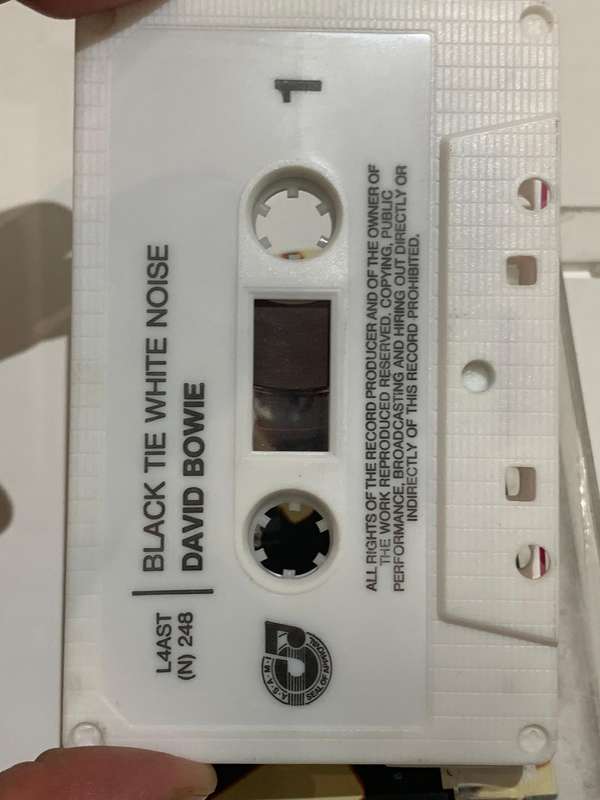 1
L4AST
(N) 248
BLACK TIE WHITE NOISE
DAVID BOWIE
A·S·A·M·I
SEAL OF APPROVAL
ALL RIGHTS OF THE RECORD PRODUCER AND OF THE OWNER OF
THE WORK REPRODUCED RESERVED. COPYING, PUBLIC
PERFORMANCE, BROADCASTING AND HIRING OUT DIRECTLY OR
INDIRECTLY OF THIS RECORD PROHIBITED.